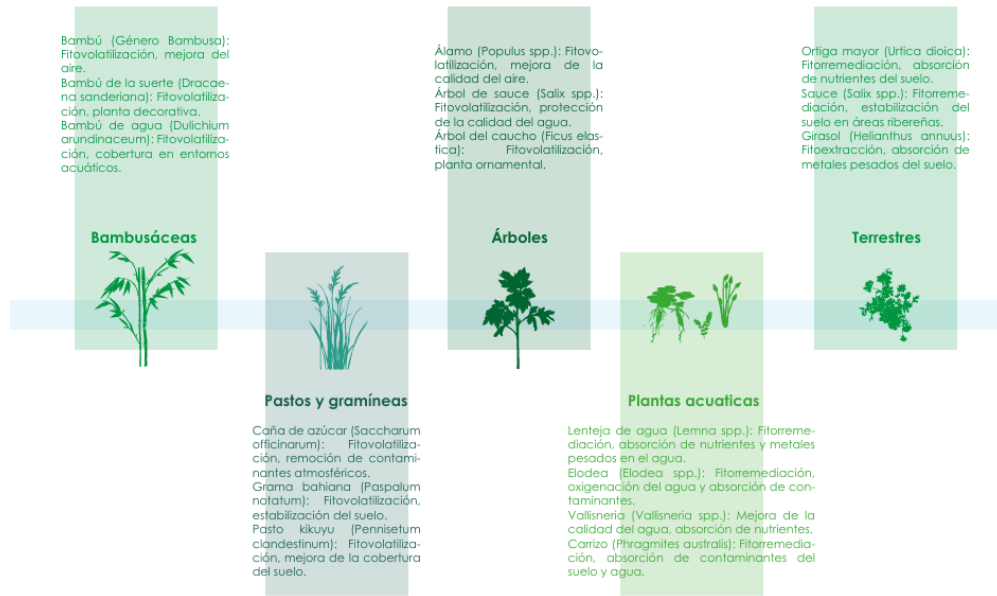 Bambú (Género Bambusa):
Fitovolatilización, mejora del
aire.
Bambú de la suerte (Dracae-
na sanderiana): Fitovolatiliza-
ción, planta decorativa.
Bambú de agua (Dulichium
arundinaceum): Fitovolatiliza-
ción, cobertura en entornos
acuáticos.
Bambusáceas
Pastos y gramíneas
Caña de azúcar (Saccharum
officinarum): Fitovolatiliza-
ción, remoción de contami-
nantes atmosféricos.
Grama bahiana (Paspalum
notatum): Fitovolatilización,
estabilización del suelo.
Pasto kikuyu (Pennisetum
clandestinum): Fitovolatiliza-
ción, mejora de la cobertura
del suelo.
Álamo (Populus spp.): Fitovo-
latilización, mejora de la
calidad del aire.
Árbol de sauce (Salix spp.):
Fitovolatilización, protección
de la calidad del agua.
Árbol del caucho (Ficus elas-
tica): Fitovolatilización,
planta ornamental.
Árboles
Plantas acuaticas
Lenteja de agua (Lemna spp.): Fitorreme-
diación, absorción de nutrientes y metales
pesados en el agua.
Elodea (Elodea spp.): Fitorremediación,
oxigenación del agua y absorción de con-
taminantes.
Vallisneria (Vallisneria spp.): Mejora de la
calidad del agua, absorción de nutrientes.
Carrizo (Phragmites australis): Fitorremedia-
ción, absorción de contaminantes del
suelo y agua.
Ortiga mayor (Urtica dioica):
Fitorremediación, absorción
de nutrientes del suelo.
Sauce (Salix spp.): Fitorreme-
diación, estabilización del
suelo en áreas ribereñas.
Girasol (Helianthus annuus):
Fitoextracción, absorción de
metales pesados del suelo.
Terrestres